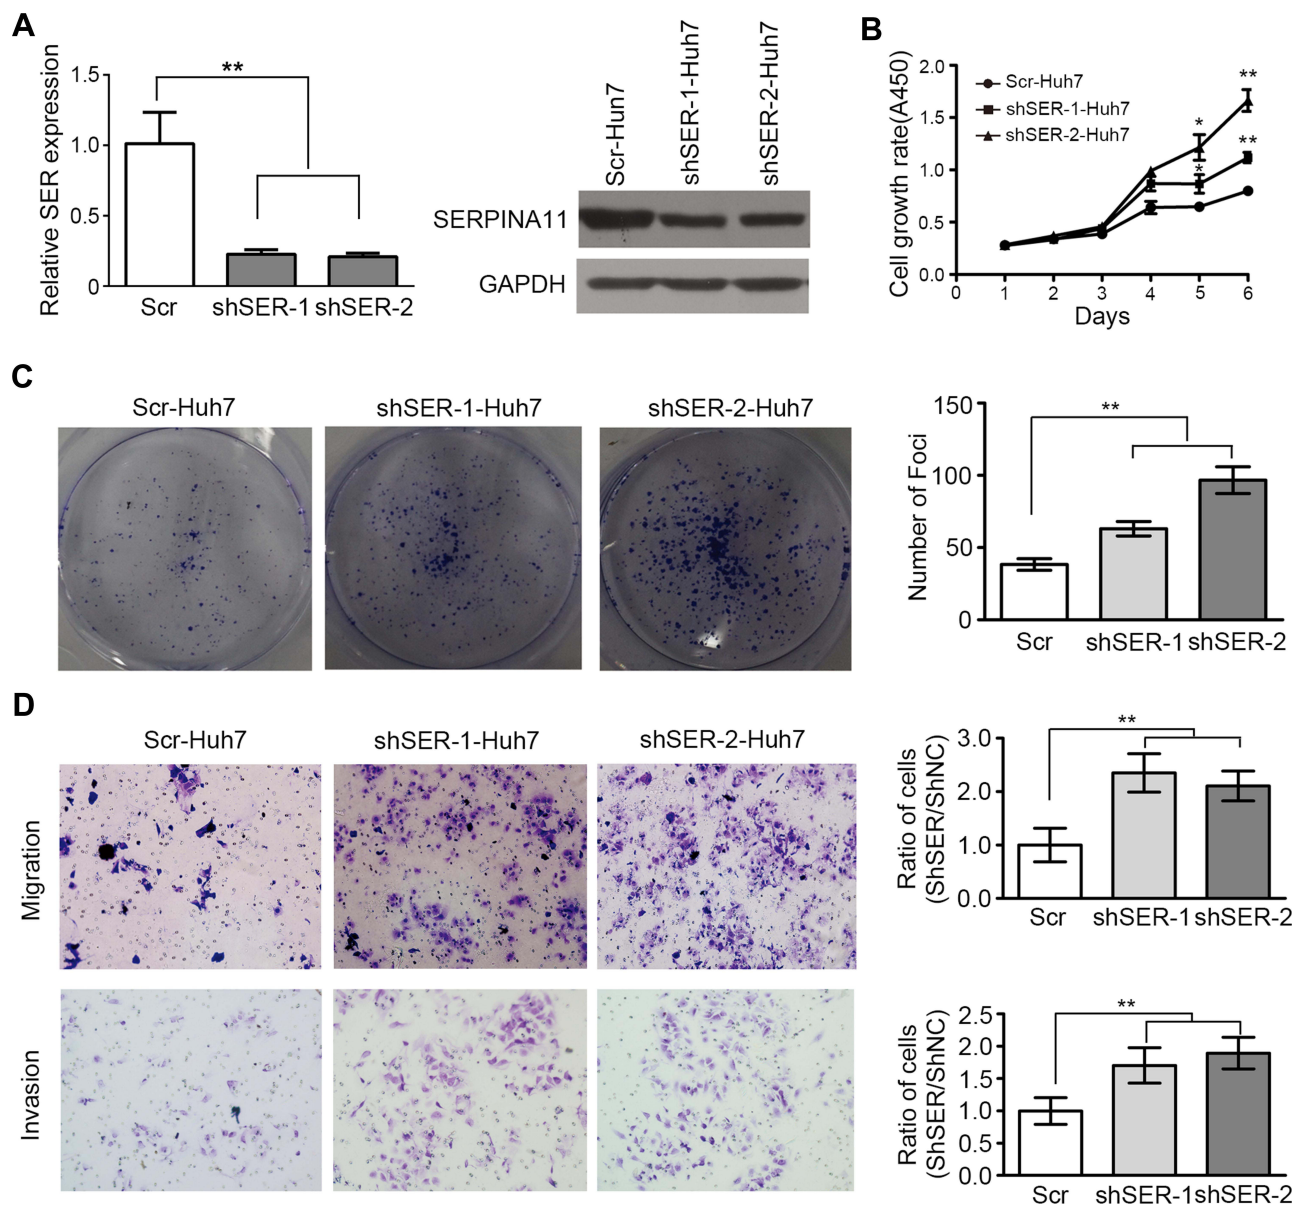 A
Relative SER expression
1.5
1.0
0.5
0
**
Scr shSER-1 shSER-2
Scr-Hun7
shSER-1-Huh7
shSER-2-Huh7
SERPINA11
GAPDH
B
Cell growth rate(A450)
2.0
1.5
1.0
0.5
0.0
Scr-Huh7
shSER-1-Huh7
shSER-2-Huh7
**
*
**
*
0 1 2 3 4 5 6
Days
C
Scr-Huh7
shSER-1-Huh7
shSER-2-Huh7
Number of Foci
150
100
50
0
**
Scr shSER-1 shSER-2
D
Scr-Huh7
shSER-1-Huh7
shSER-2-Huh7
Migration
Ratio of cells
(ShSER/ShNC)
3.0
2.0
1.0
0.0
**
Scr shSER-1 shSER-2
Invasion
Ratio of cells
(ShSER/ShNC)
2.5
2.0
1.5
1.0
0.5
0.0
**
Scr shSER-1 shSER-2